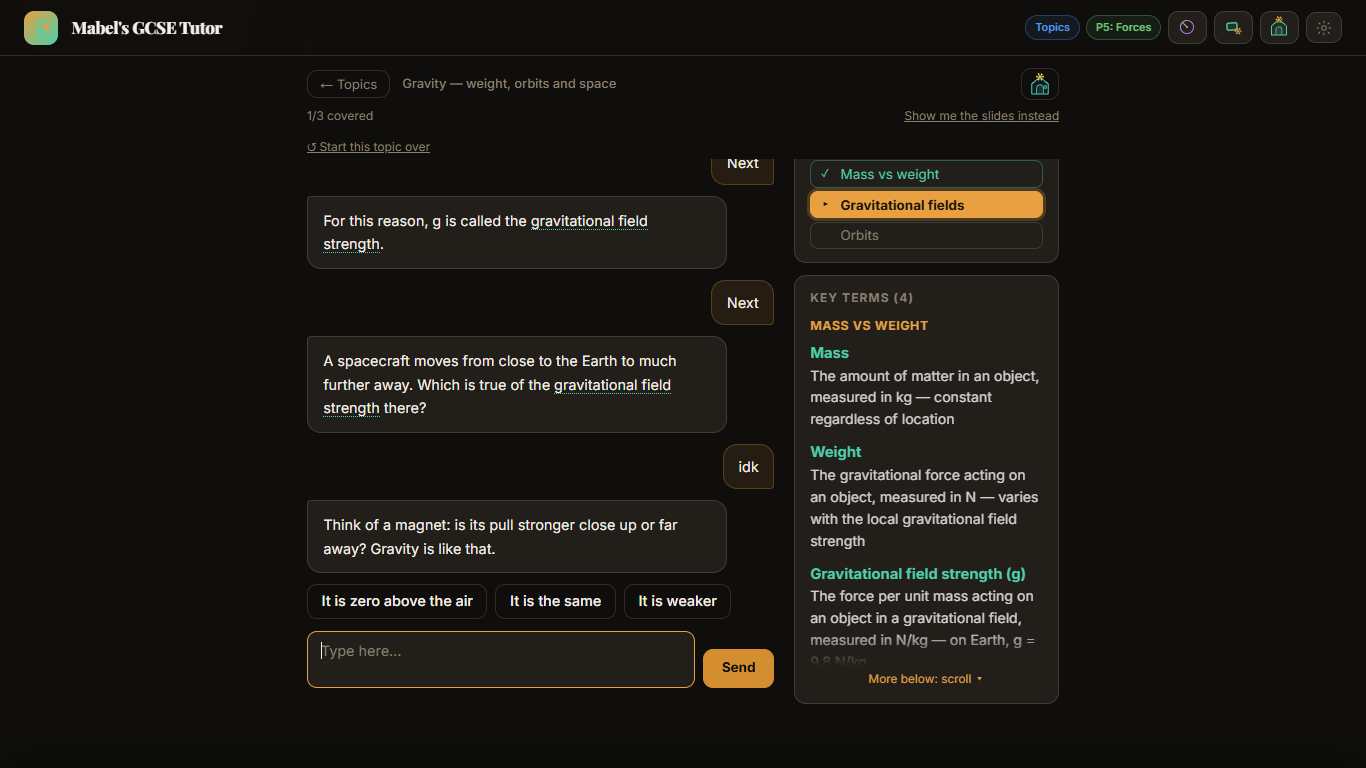 Mabel's GCSE Tutor
Topics
P5: Forces
← Topics
Gravity — weight, orbits and space
1/3 covered
Show me the slides instead
↺ Start this topic over
Next
For this reason, g is called the gravitational field
strength.
Next
A spacecraft moves from close to the Earth to much
further away. Which is true of the gravitational field
strength there?
idk
Think of a magnet: is its pull stronger close up or far
away? Gravity is like that.
It is zero above the air
It is the same
It is weaker
Type here...
Send
✓ Mass vs weight
‣ Gravitational fields
Orbits
KEY TERMS (4)
MASS VS WEIGHT
Mass
The amount of matter in an object,
measured in kg — constant
regardless of location
Weight
The gravitational force acting on
an object, measured in N — varies
with the local gravitational field
strength
Gravitational field strength (g)
The force per unit mass acting on
an object in a gravitational field,
measured in N/kg — on Earth, g =
9.8 N/kg
More below: scroll ▾